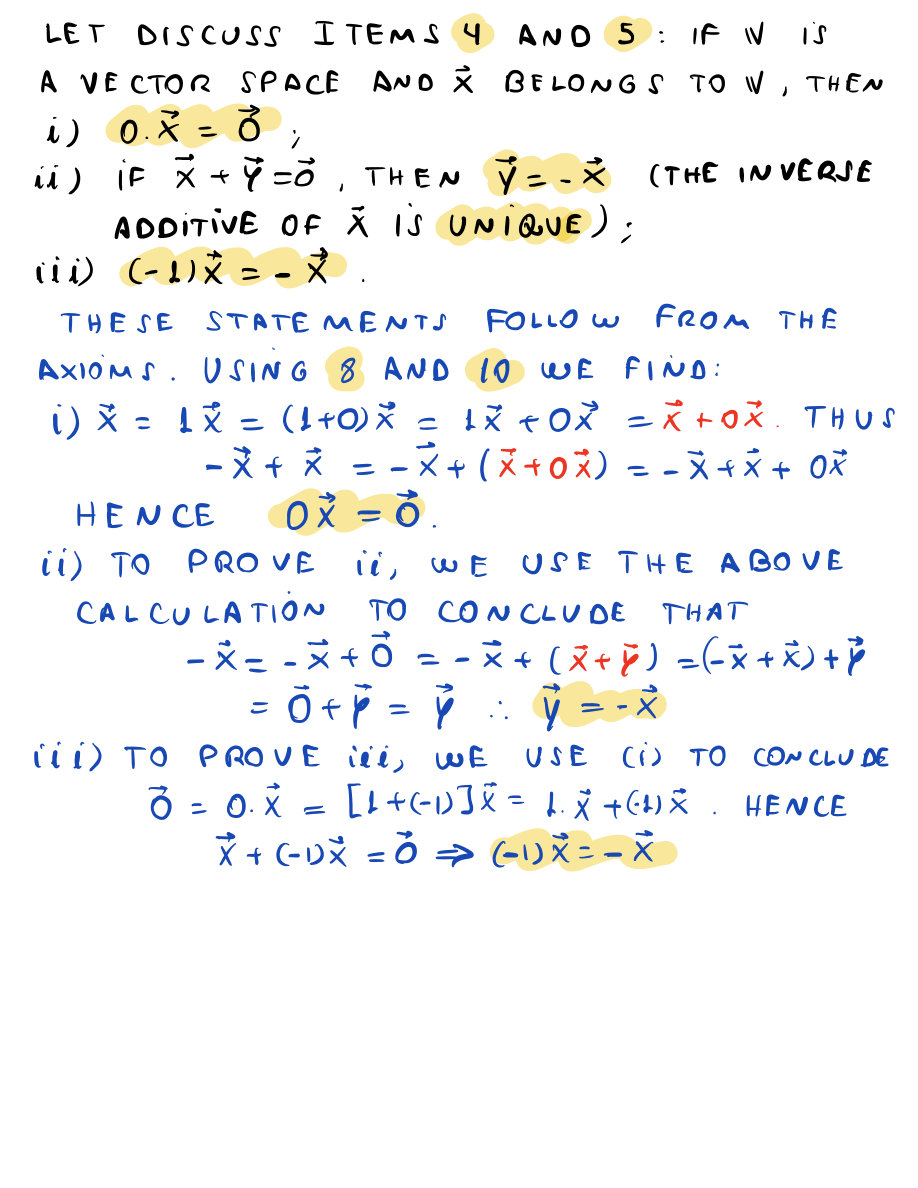 LET DISCUSS ITEMS 4 AND 5: IF V IS
A VECTOR SPACE AND x⃗ BELONGS TO V, THEN
i) 0.x⃗ = 0⃗ ;
ii) IF x⃗ + y⃗ = 0⃗, THEN y⃗ = -x⃗ (THE INVERSE
ADDITIVE OF x⃗ IS UNIQUE);
iii) (-1)x⃗ = -x⃗ .
THESE STATEMENTS FOLLOW FROM THE
AXIOMS. USING 8 AND 10 WE FIND:
i) x⃗ = 1x⃗ = (1+0)x⃗ = 1x⃗ + 0x⃗ = x⃗ + 0x⃗. THUS
-x⃗ + x⃗ = -x⃗ + (x⃗ + 0x⃗) = -x⃗ + x⃗ + 0x⃗
HENCE 0x⃗ = 0⃗.
ii) TO PROVE ii, WE USE THE ABOVE
CALCULATION TO CONCLUDE THAT
-x⃗ = -x⃗ + 0⃗ = -x⃗ + (x⃗ + y⃗) = (-x⃗ + x⃗) + y⃗
= 0⃗ + y⃗ = y⃗ ∴ y⃗ = -x⃗
iii) TO PROVE iii, WE USE (i) TO CONCLUDE
0⃗ = 0.x⃗ = [1+(-1)]x⃗ = 1.x⃗ + (-1)x⃗ . HENCE
x⃗ + (-1)x⃗ = 0⃗ ⇒ (-1)x⃗ = -x⃗